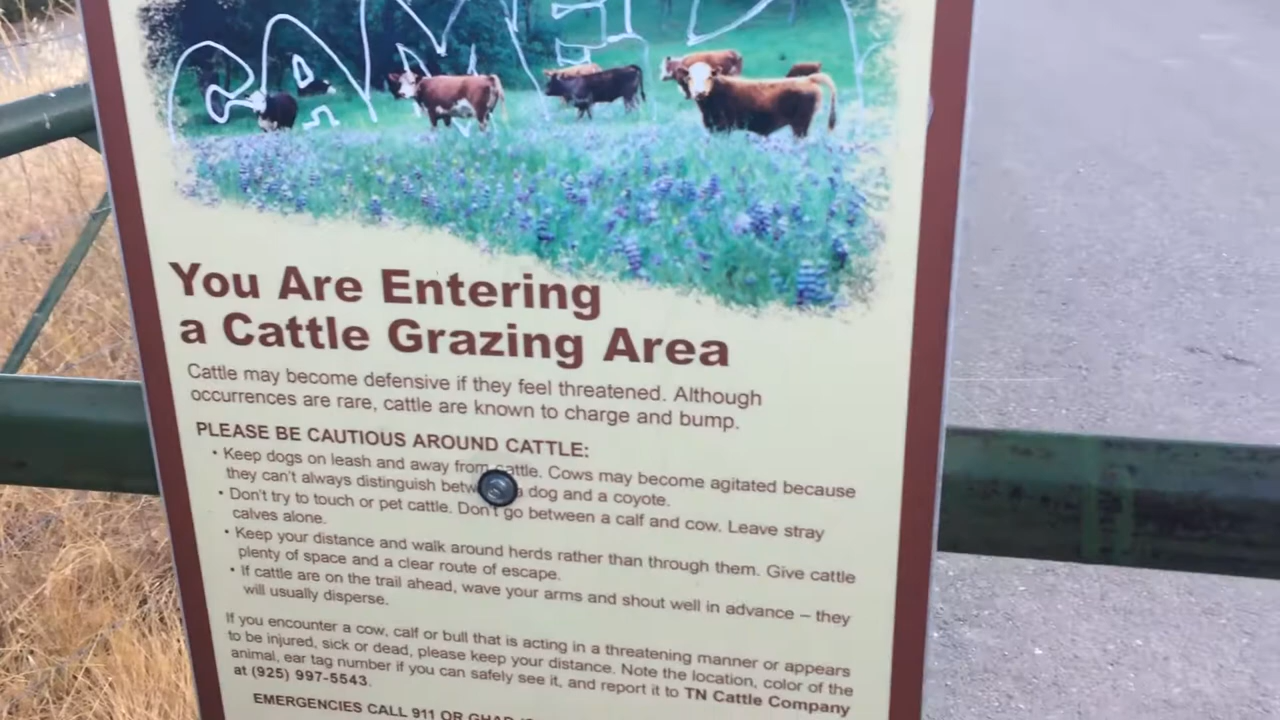 You Are Entering
a Cattle Grazing Area
Cattle may become defensive if they feel threatened. Although
occurrences are rare, cattle are known to charge and bump.
PLEASE BE CAUTIOUS AROUND CATTLE:
• Keep dogs on leash and away from cattle. Cows may become agitated because
they can't always distinguish a dog and a coyote.
• Don't try to touch or pet cattle. Don't go between a calf and cow. Leave stray
calves alone.
• Keep your distance and walk around herds rather than through them. Give cattle
plenty of space and a clear route of escape.
• If cattle are on the trail ahead, wave your arms and shout well in advance – they
will usually disperse.
If you encounter a cow, calf or bull that is acting in a threatening manner or appears
to be injured, sick or dead, please keep your distance. Note the location, color of the
animal, ear tag number if you can safely see it, and report it to TN Cattle Company
at (925) 997-5543.
EMERGENCIES CALL 911 OR